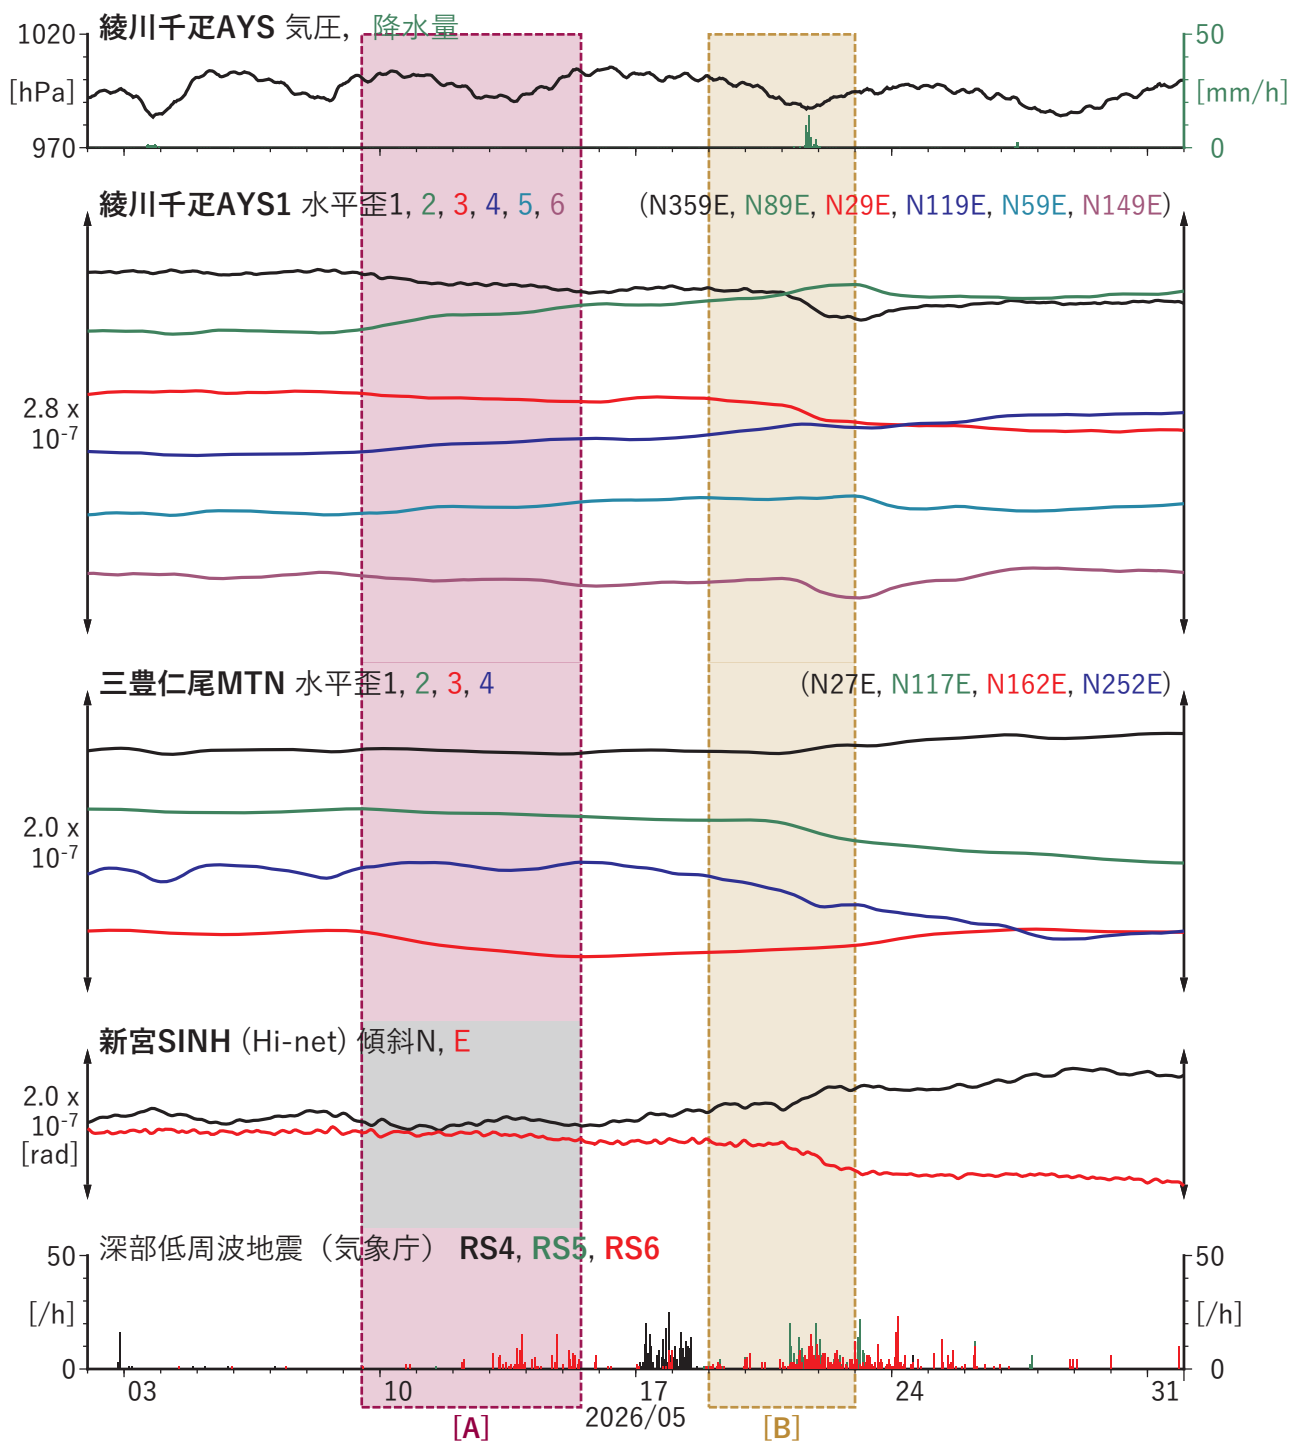 綾川千疋AYS 気圧, 降水量
1020
[hPa]
970
50
[mm/h]
0
綾川千疋AYS1 水平歪1, 2, 3, 4, 5, 6 (N359E, N89E, N29E, N119E, N59E, N149E)
2.8 x
10-7
三豊仁尾MTN 水平歪1, 2, 3, 4 (N27E, N117E, N162E, N252E)
2.0 x
10-7
新宮SINH (Hi-net) 傾斜N, E
2.0 x
10-7
[rad]
深部低周波地震（気象庁） RS4, RS5, RS6
50
[/h]
0
50
[/h]
0
03 10 17 24 31
2026/05
[A] [B]